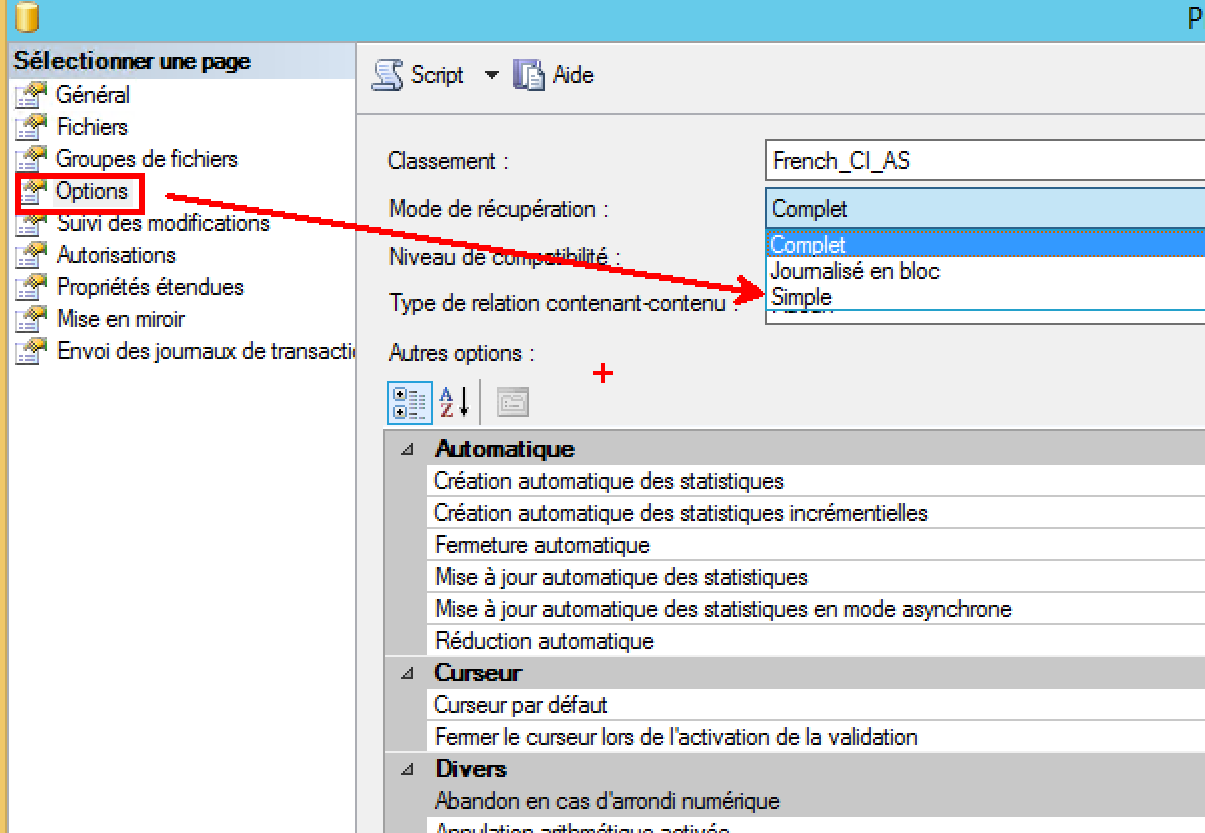 P
Sélectionner une page
Général
Fichiers
Groupes de fichiers
Options
Suivi des modifications
Autorisations
Propriétés étendues
Mise en miroir
Envoi des journaux de transacti
Script Aide
Classement : French_CI_AS
Mode de récupération : Complet
Complet
Niveau de compatibilité :
Journalisé en bloc
Simple
Type de relation contenant-contenu :
Autres options :
Automatique
Création automatique des statistiques
Création automatique des statistiques incrémentielles
Fermeture automatique
Mise à jour automatique des statistiques
Mise à jour automatique des statistiques en mode asynchrone
Réduction automatique
Curseur
Curseur par défaut
Fermer le curseur lors de l'activation de la validation
Divers
Abandon en cas d'arrondi numérique
Annulation arithmétique activée